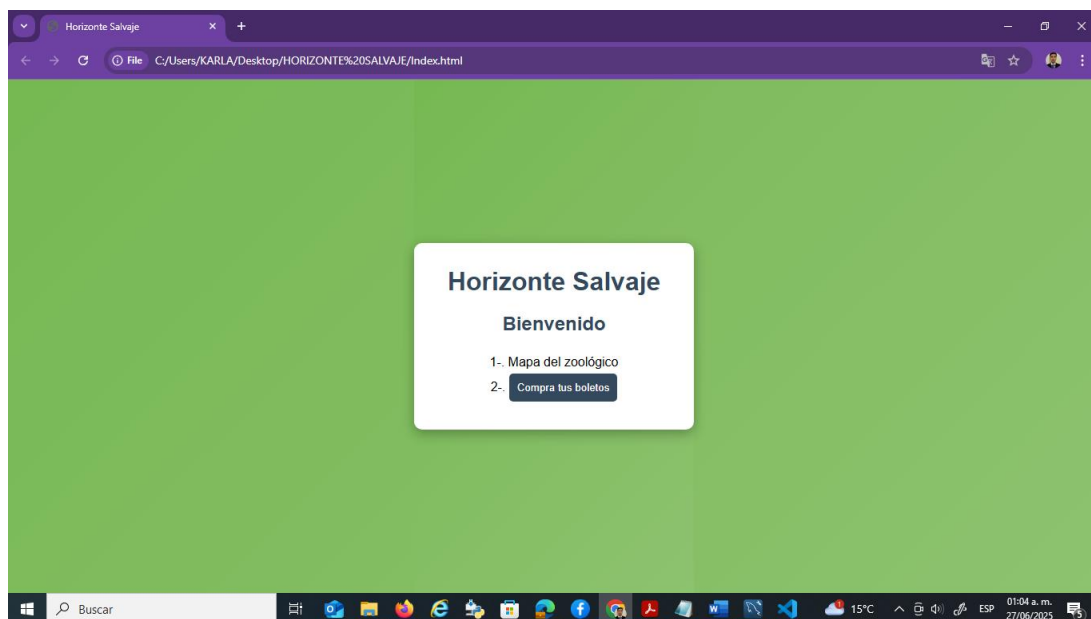 Horizonte Salvaje
File C:/Users/KARLA/Desktop/HORIZONTE%20SALVAJE/Index.html
Horizonte Salvaje
Bienvenido
1-. Mapa del zoológico
2-. Compra tus boletos
Buscar
15°C
ESP
01:04 a. m.
27/06/2025
5